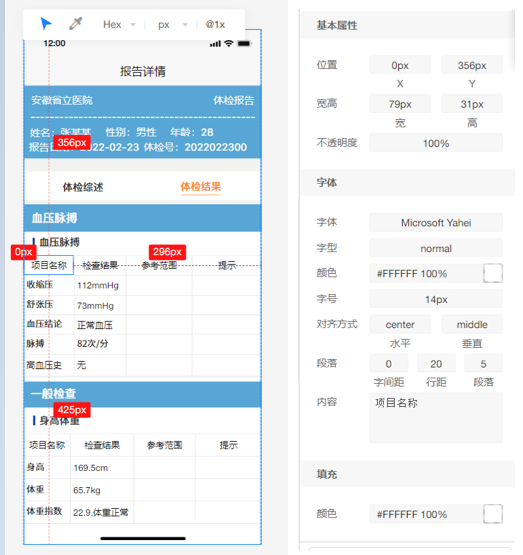 Hex px @1x
12:00
报告详情
安徽省立医院 体检报告
姓名：张某某 性别：男性 年龄：28
356px
报告日 2022-02-23 体检号：2022022300
体检综述 体检结果
血压脉搏
血压脉搏
0px 296px
项目名称 检查结果 参考范围 提示
收缩压 112mmHg
舒张压 73mmHg
血压结论 正常血压
脉搏 82次/分
高血压史 无
一般检查
425px
身高体重
项目名称 检查结果 参考范围 提示
身高 169.5cm
体重 65.7kg
体重指数 22.9,体重正常
基本属性
位置 0px 356px
X Y
宽高 79px 31px
宽 高
不透明度 100%
字体
字体 Microsoft Yahei
字型 normal
颜色 #FFFFFF 100%
字号 14px
对齐方式 center middle
水平 垂直
段落 0 20 5
字间距 行距 段落
内容 项目名称
填充
颜色 #FFFFFF 100%